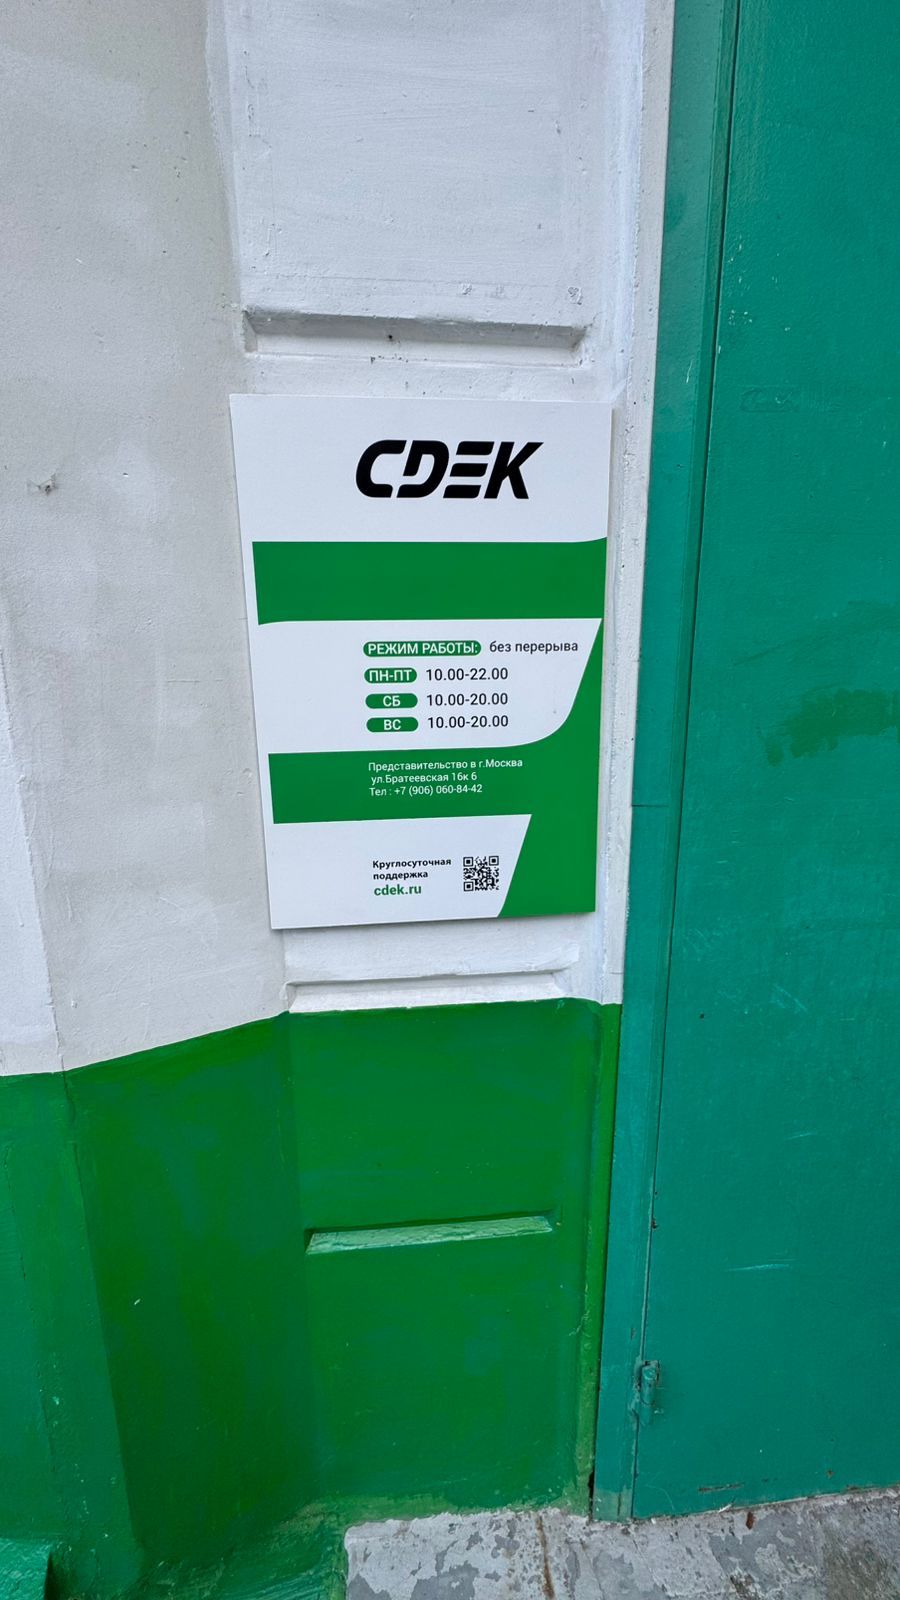 CDEK
РЕЖИМ РАБОТЫ: без перерыва
ПН-ПТ 10.00-22.00
СБ 10.00-20.00
ВС 10.00-20.00
Представительство в г.Москва
ул.Братеевская 16к 6
Тел : +7 (906) 060-84-42
Круглосуточная
поддержка
cdek.ru